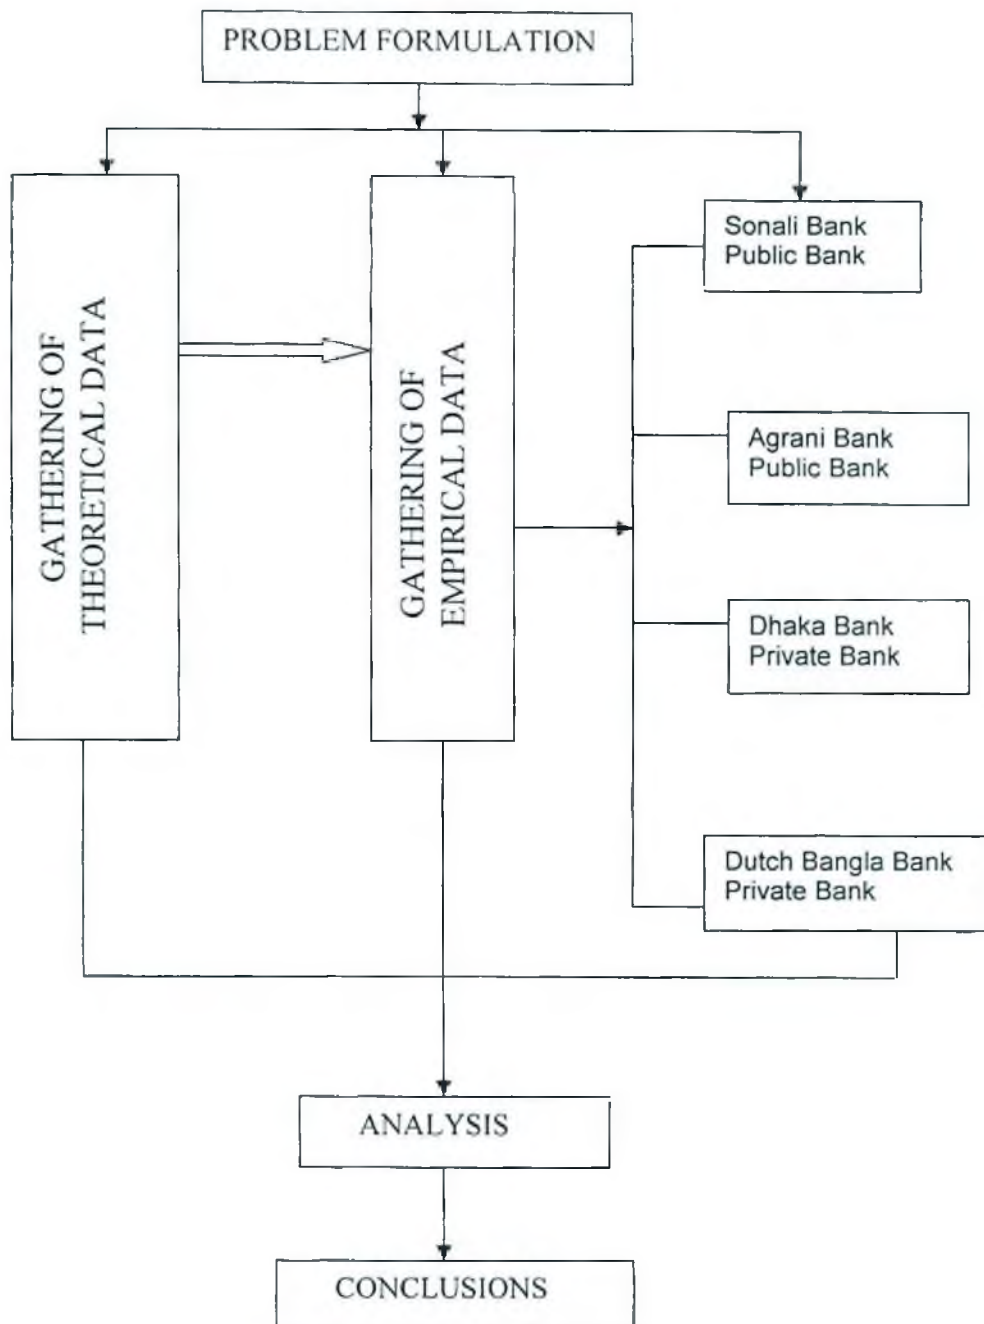 PROBLEM FORMULATION
GATHERING OF
THEORETICAL DATA
GATHERING OF
EMPIRICAL DATA
Sonali Bank
Public Bank
Agrani Bank
Public Bank
Dhaka Bank
Private Bank
Dutch Bangla Bank
Private Bank
ANALYSIS
CONCLUSIONS